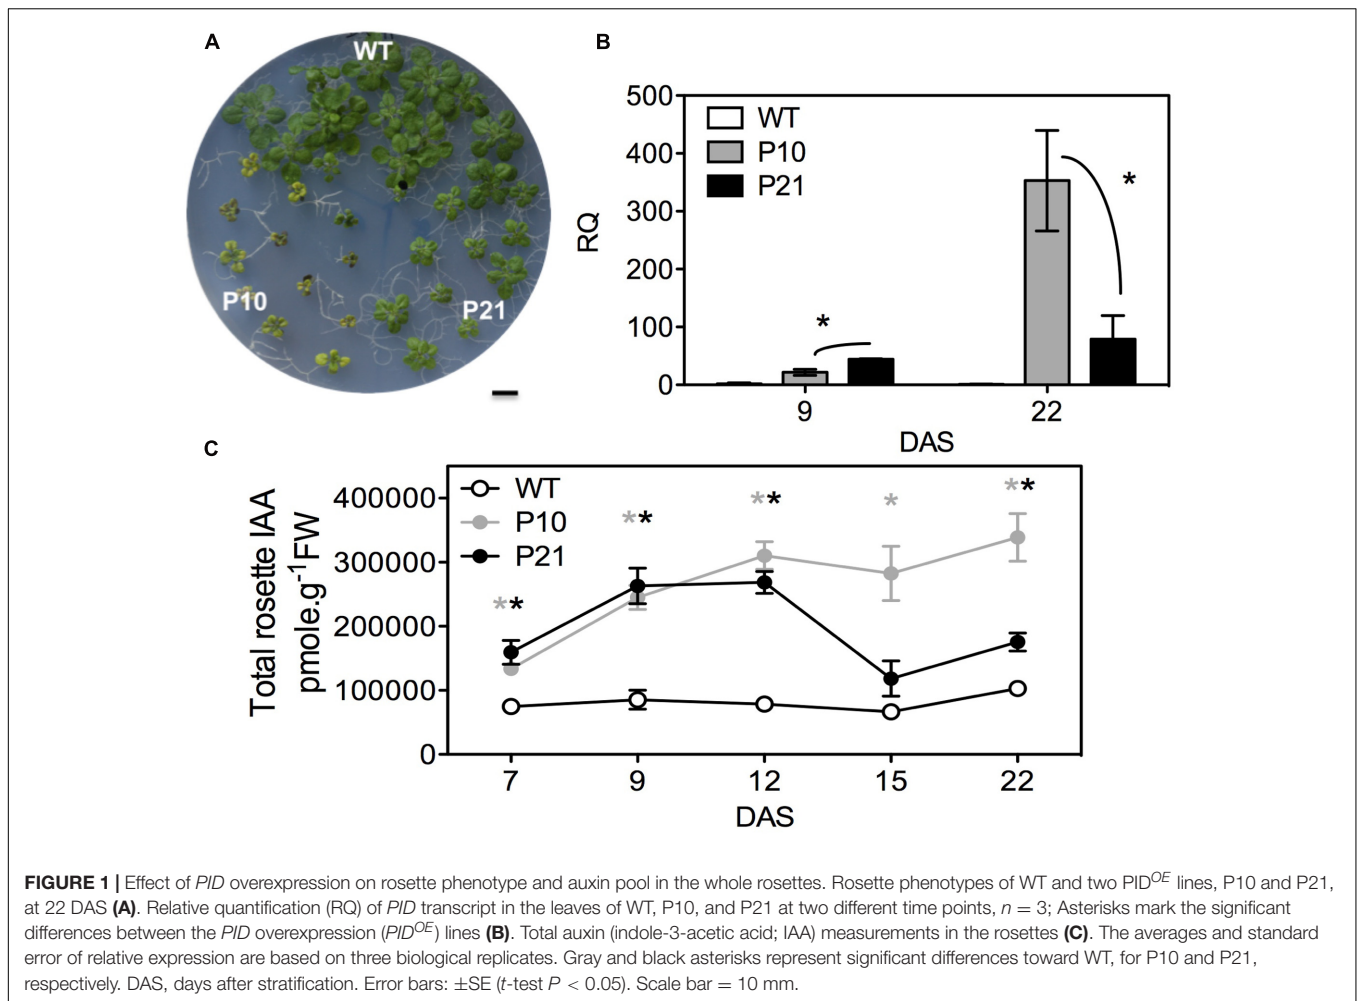 A
WT
P10
P21
B
500
400
300
200
100
0
RQ
WT
P10
P21
*
*
9
22
DAS
C
Total rosette IAA
pmole.g⁻¹FW
400000
300000
200000
100000
0
WT
P10
P21
**
**
**
*
**
7
9
12
15
22
DAS
FIGURE 1 | Effect of PID overexpression on rosette phenotype and auxin pool in the whole rosettes. Rosette phenotypes of WT and two PIDᴼᴱ lines, P10 and P21,
at 22 DAS (A). Relative quantification (RQ) of PID transcript in the leaves of WT, P10, and P21 at two different time points, n = 3; Asterisks mark the significant
differences between the PID overexpression (PIDᴼᴱ) lines (B). Total auxin (indole-3-acetic acid; IAA) measurements in the rosettes (C). The averages and standard
error of relative expression are based on three biological replicates. Gray and black asterisks represent significant differences toward WT, for P10 and P21,
respectively. DAS, days after stratification. Error bars: ±SE (t-test P < 0.05). Scale bar = 10 mm.